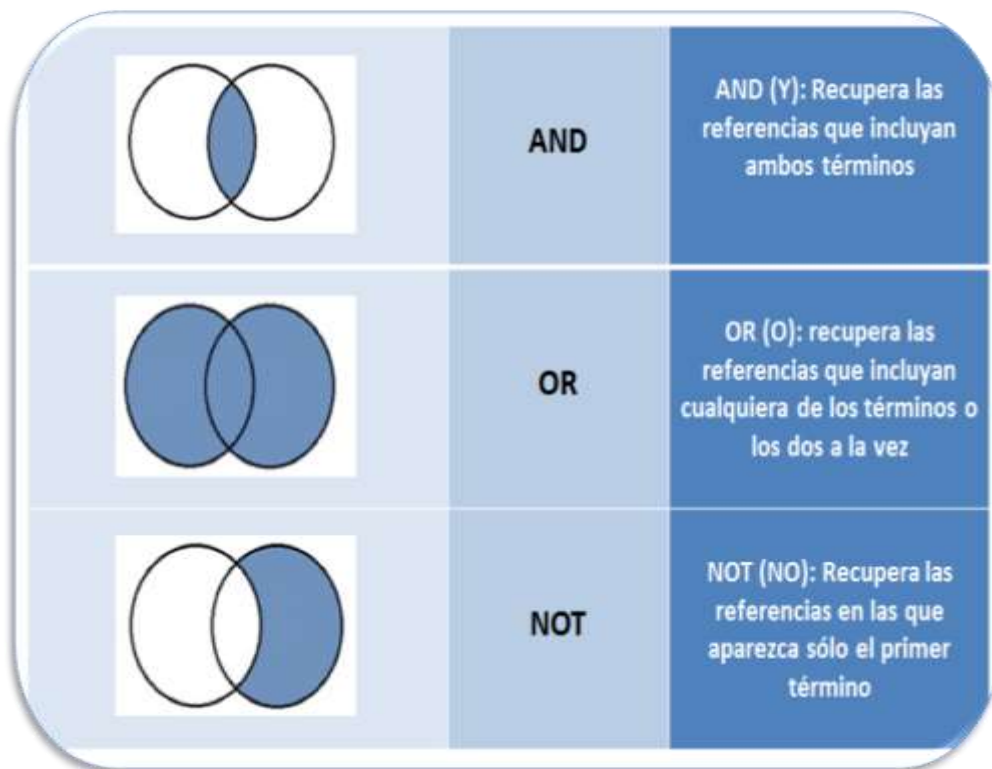 AND
AND (Y): Recupera las
referencias que incluyan
ambos términos
OR
OR (O): recupera las
referencias que incluyan
cualquiera de los términos o
los dos a la vez
NOT
NOT (NO): Recupera las
referencias en las que
aparezca sólo el primer
término